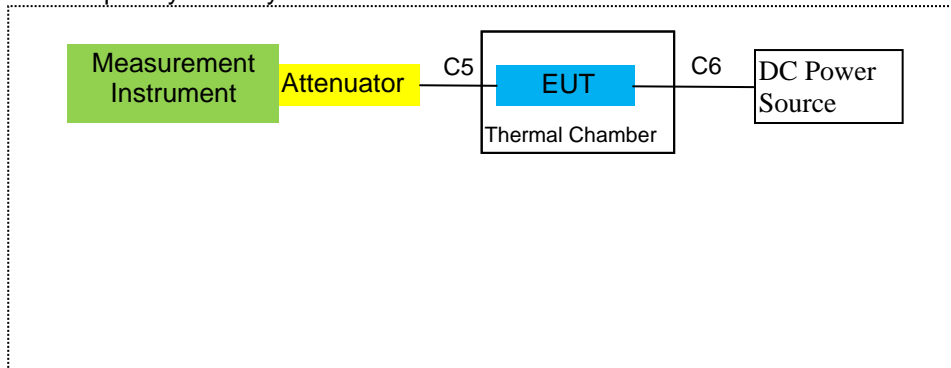 Measurement
Instrument
Attenuator
C5
EUT
Thermal Chamber
C6
DC Power
Source